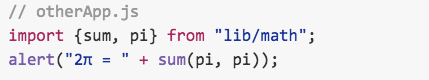 // otherApp.js
import {sum, pi} from "lib/math";
alert("2π = " + sum(pi, pi));